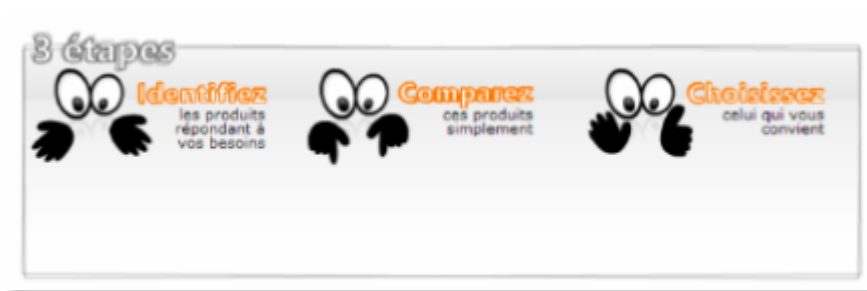 3 étapes
Identifiez
les produits
répondant à
vos besoins
Comparez
ces produits
simplement
Choisissez
celui qui vous
convient